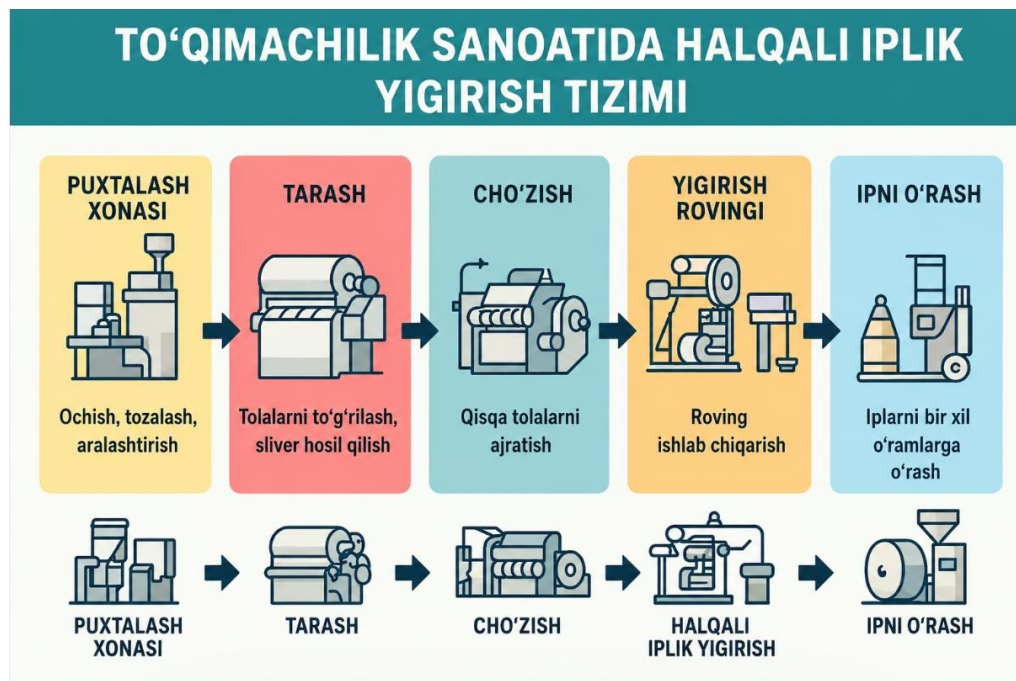 TO‘QIMACHILIK SANOATIDA HALQALI IPLIK
YIGIRISH TIZIMI
PUXTALASH
XONASI
Ochish, tozalash,
aralashtirish
TARASH
Tolalarni to‘g‘rilash,
sliver hosil qilish
CHO‘ZISH
Qisqa tolalarni
ajratish
YIGIRISH
ROVINGI
Roving
ishlab chiqarish
IPNI O‘RASH
Iplarni bir xil
o‘ramlarga
o‘rash
PUXTALASH
XONASI
TARASH
CHO‘ZISH
HALQALI
IPLIK YIGIRISH
IPNI O‘RASH